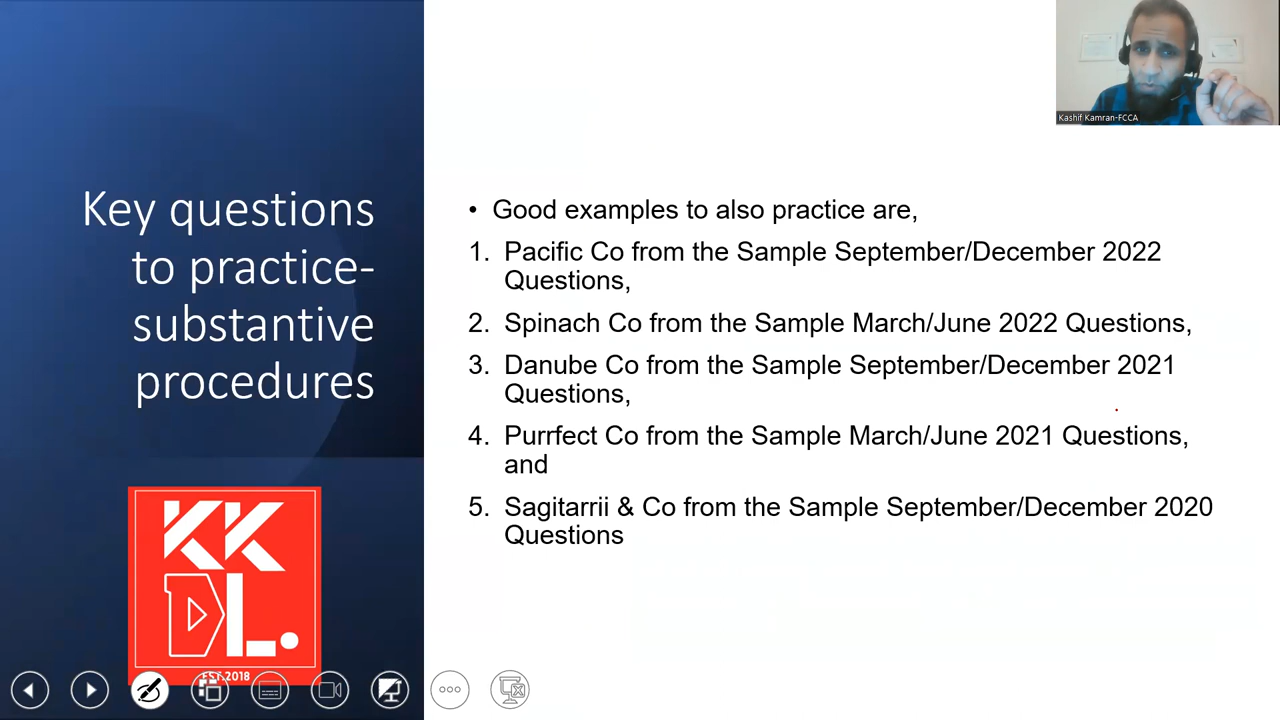 Kashif Kamran-FCCA
Key questions
to practice-
substantive
procedures
• Good examples to also practice are,
1. Pacific Co from the Sample September/December 2022
Questions,
2. Spinach Co from the Sample March/June 2022 Questions,
3. Danube Co from the Sample September/December 2021
Questions,
4. Purrfect Co from the Sample March/June 2021 Questions,
and
5. Sagitarrii & Co from the Sample September/December 2020
Questions
KK
DL.
EST.2018